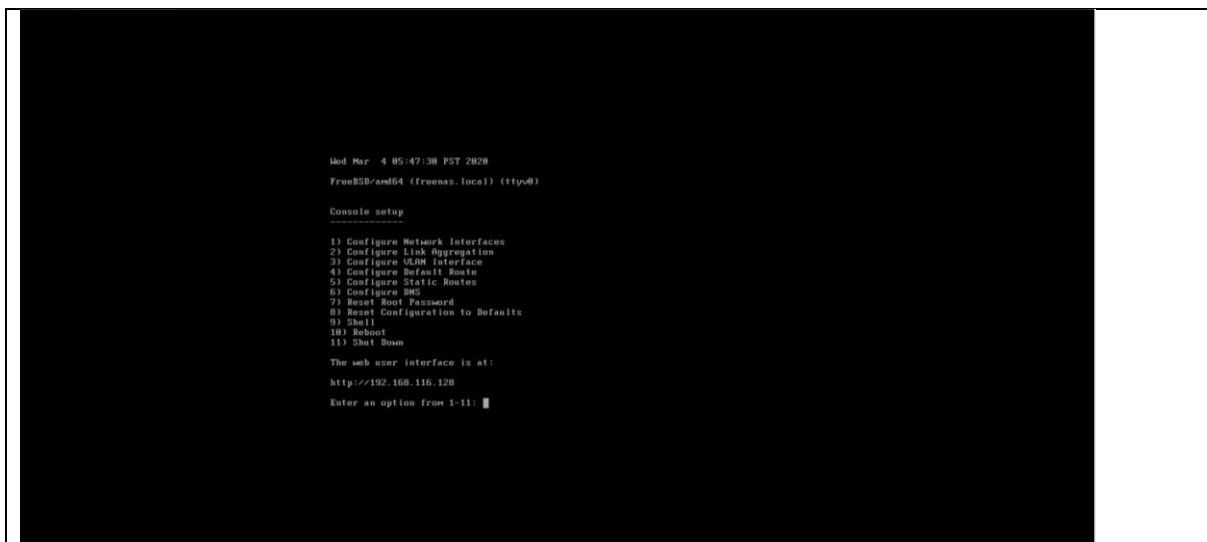 Wed Mar  4 05:47:30 PST 2020
FreeBSD/amd64 (freenas.local) (ttyv0)
Console setup
-------------
1) Configure Network Interfaces
2) Configure Link Aggregation
3) Configure VLAN Interface
4) Configure Default Route
5) Configure Static Routes
6) Configure DNS
7) Reset Root Password
8) Reset Configuration to Defaults
9) Shell
10) Reboot
11) Shut Down
The web user interface is at:
http://192.168.116.128
Enter an option from 1-11: